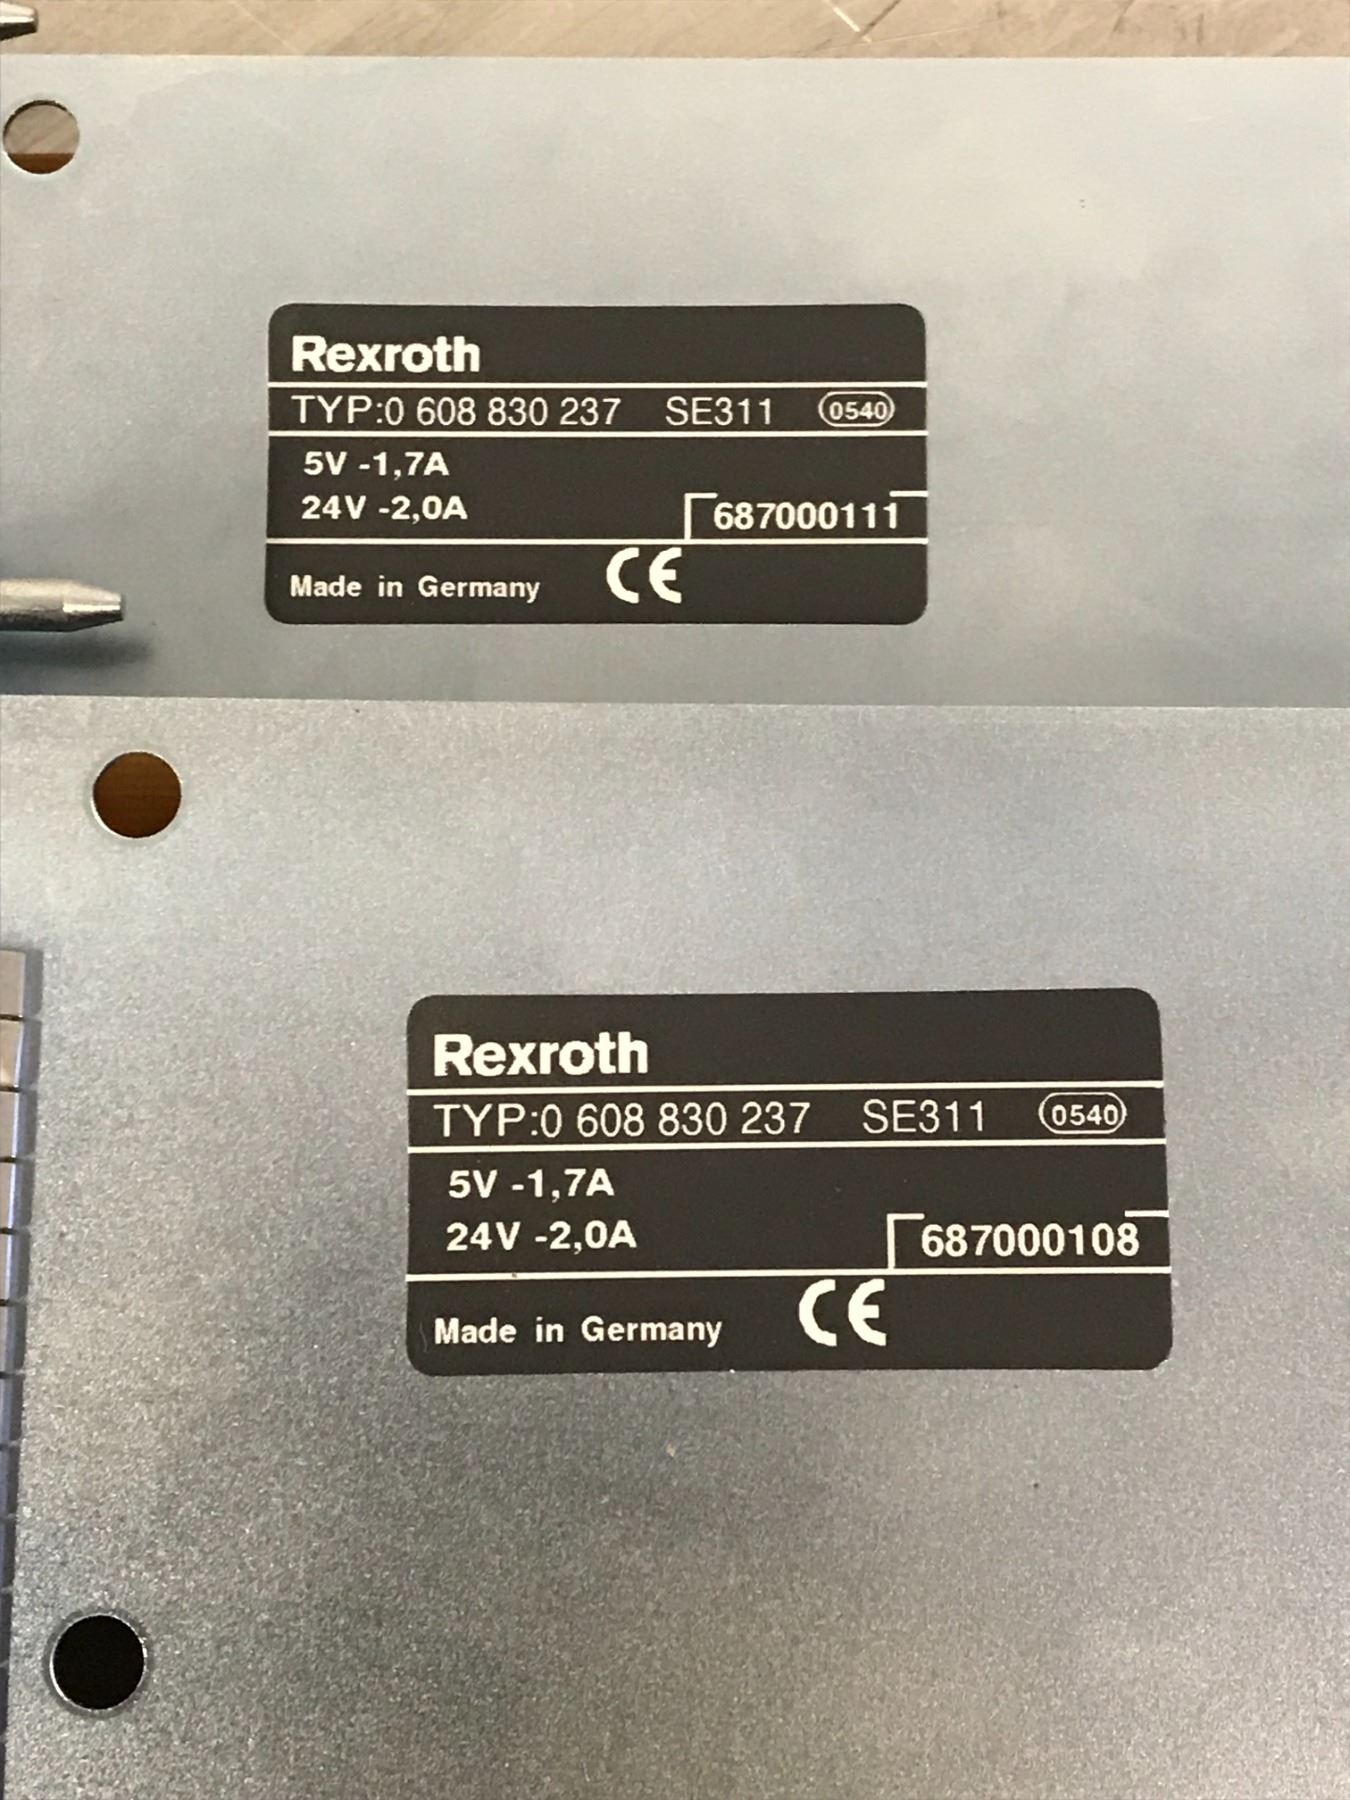 Rexroth
TYP:0 608 830 237 SE311 0540
5V -1,7A
24V -2,0A
687000111
Made in Germany CE
Rexroth
TYP:0 608 830 237 SE311 0540
5V -1,7A
24V -2,0A
687000108
Made in Germany CE